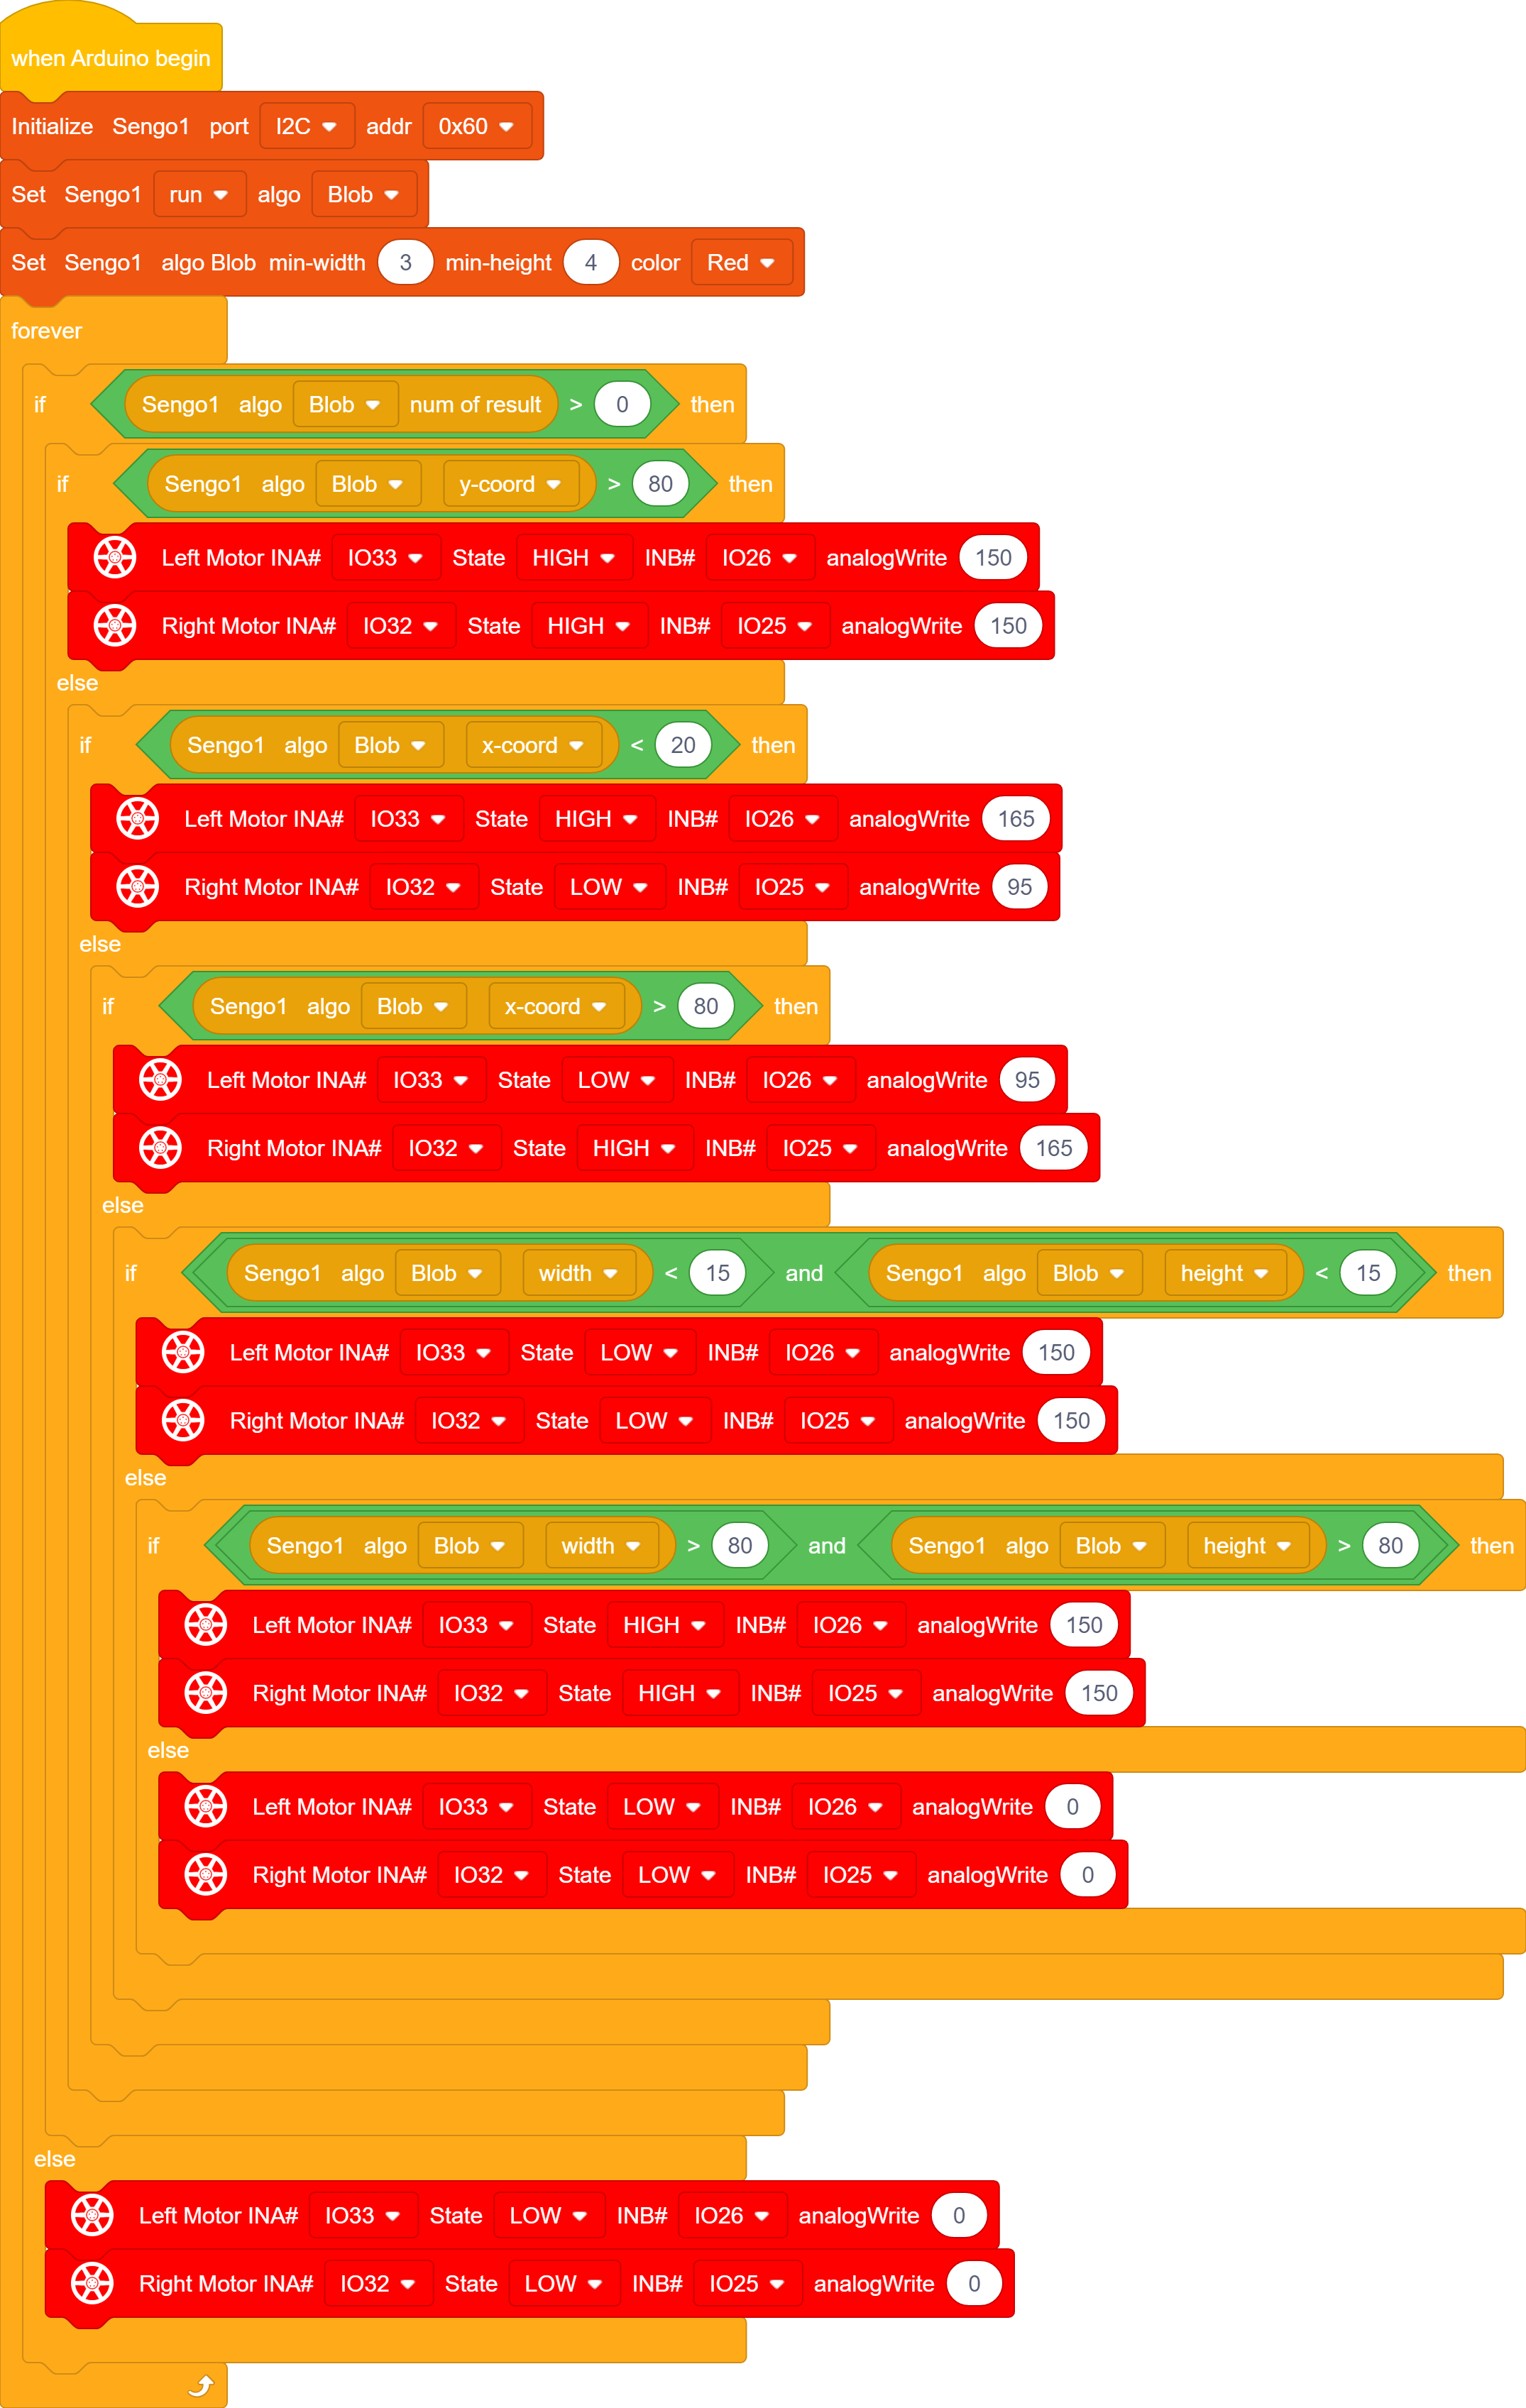 when Arduino begin
Initialize Sengo1 port I2C addr 0x60
Set Sengo1 run algo Blob
Set Sengo1 algo Blob min-width 3 min-height 4 color Red
forever
if Sengo1 algo Blob num of result > 0 then
if Sengo1 algo Blob y-coord > 80 then
Left Motor INA# IO33 State HIGH INB# IO26 analogWrite 150
Right Motor INA# IO32 State HIGH INB# IO25 analogWrite 150
else
if Sengo1 algo Blob x-coord < 20 then
Left Motor INA# IO33 State HIGH INB# IO26 analogWrite 165
Right Motor INA# IO32 State LOW INB# IO25 analogWrite 95
else
if Sengo1 algo Blob x-coord > 80 then
Left Motor INA# IO33 State LOW INB# IO26 analogWrite 95
Right Motor INA# IO32 State HIGH INB# IO25 analogWrite 165
else
if Sengo1 algo Blob width < 15 and Sengo1 algo Blob height < 15 then
Left Motor INA# IO33 State LOW INB# IO26 analogWrite 150
Right Motor INA# IO32 State LOW INB# IO25 analogWrite 150
else
if Sengo1 algo Blob width > 80 and Sengo1 algo Blob height > 80 then
Left Motor INA# IO33 State HIGH INB# IO26 analogWrite 150
Right Motor INA# IO32 State HIGH INB# IO25 analogWrite 150
else
Left Motor INA# IO33 State LOW INB# IO26 analogWrite 0
Right Motor INA# IO32 State LOW INB# IO25 analogWrite 0
else
Left Motor INA# IO33 State LOW INB# IO26 analogWrite 0
Right Motor INA# IO32 State LOW INB# IO25 analogWrite 0